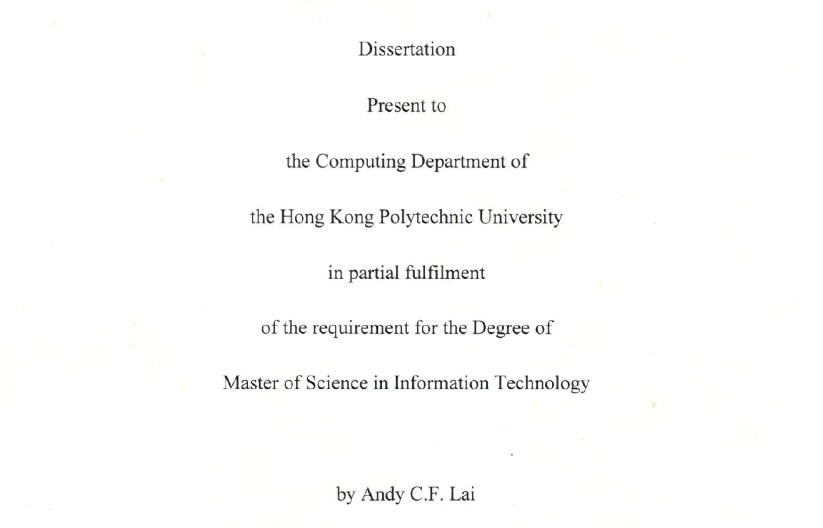 Dissertation
Present to
the Computing Department of
the Hong Kong Polytechnic University
in partial fulfilment
of the requirement for the Degree of
Master of Science in Information Technology
by Andy C.F. Lai